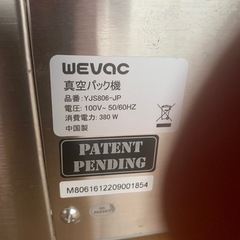 wevac
真空パック機
品番: YJS806-JP
電圧: 100V~ 50/60HZ
消費電力: 380 W
中国製
PATENT
PENDING
M8061612209001854